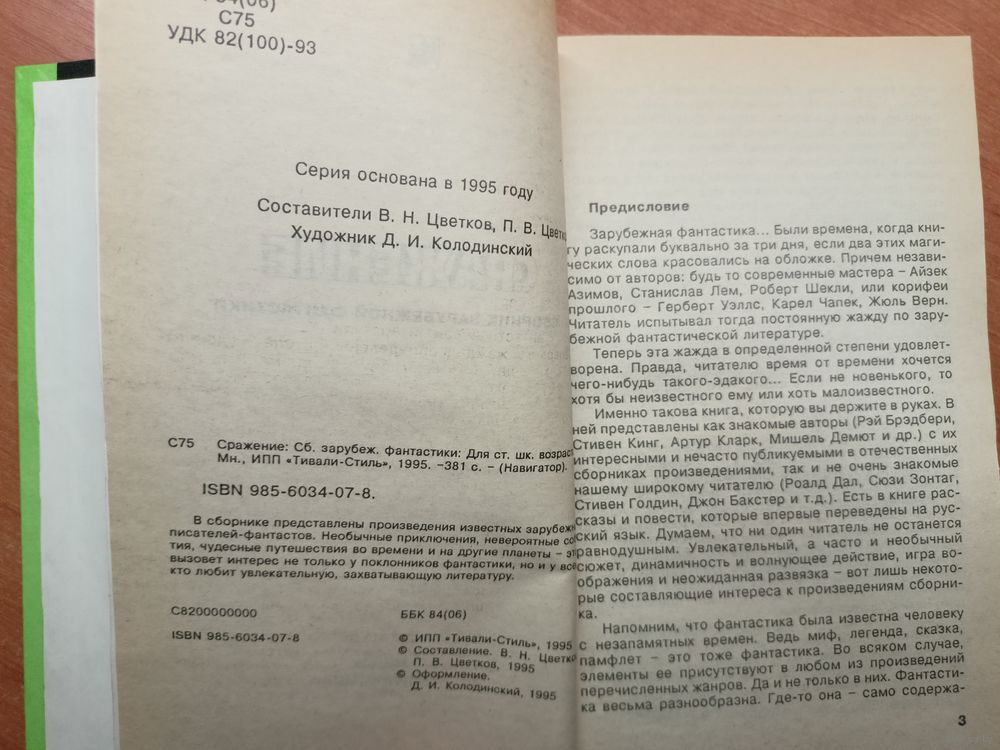 84(06)
С75
УДК 82(100)-93
Серия основана в 1995 году
Составители В. Н. Цветков, П. В.
Художник Д. И. Колодинский
С75 Сражение: Сб. зарубеж. фантастики: Для ст. шк.
Мн., ИПП «Тивали-Стиль», 1995. –381 с. – (Навигатор).
ISBN 985-6034-07-8.
В сборнике представлены произведения известных
писателей-фантастов. Необычные приключения, невероятные
тия, чудесные путешествия во времени и на другие планеты –
вызовет интерес не только у поклонников фантастики, но и у
кто любит увлекательную, захватывающую литературу.
С8200000000
ББК 84(06)
ISBN 985-6034-07-8
© ИПП «Тивали-Стиль», 1995
© Составление. В. Н.
П. В. Цветков, 1995
© Оформление.
Д. И. Колодинский, 1995
Предисловие
Зарубежная фантастика... Были времена, когда кни-
гу раскупали буквально за три дня, если два этих маги-
ческих слова красовались на обложке. Причем незави-
симо от авторов: будь то современные мастера – Айзек
Азимов, Станислав Лем, Роберт Шекли, или корифеи
прошлого – Герберт Уэллс, Карел Чапек, Жюль Верн.
Читатель испытывал тогда постоянную жажду по зару-
бежной фантастической литературе.
Теперь эта жажда в определенной степени удовлет-
ворена. Правда, читателю время от времени хочется
чего-нибудь такого-эдакого... Если не новенького, то
хотя бы неизвестного ему или хоть малоизвестного.
Именно такова книга, которую вы держите в руках. В
ней представлены как знакомые авторы (Рэй Брэдбери,
Стивен Кинг, Артур Кларк, Мишель Демют и др.) с их
интересными и нечасто публикуемыми в отечественных
сборниках произведениями, так и не очень знакомые
нашему широкому читателю (Роалд Дал, Сюзи Зонтаг,
Стивен Голдин, Джон Бакстер и т.д.). Есть в книге рас-
сказы и повести, которые впервые переведены на рус-
ский язык. Думаем, что ни один читатель не останется
равнодушным. Увлекательный, а часто и необычный
сюжет, динамичность и волнующее действие, игра во-
ображения и неожиданная развязка – вот лишь некото-
рые составляющие интереса к произведениям сборни-
ка.
Напомним, что фантастика была известна человеку
с незапамятных времен. Ведь миф, легенда, сказка,
памфлет – это тоже фантастика. Во всяком случае,
элементы ее присутствуют в любом из произведений
перечисленных жанров. Да и не только в них. Фантасти-
ка весьма разнообразна. Где-то она – само содержа-
3